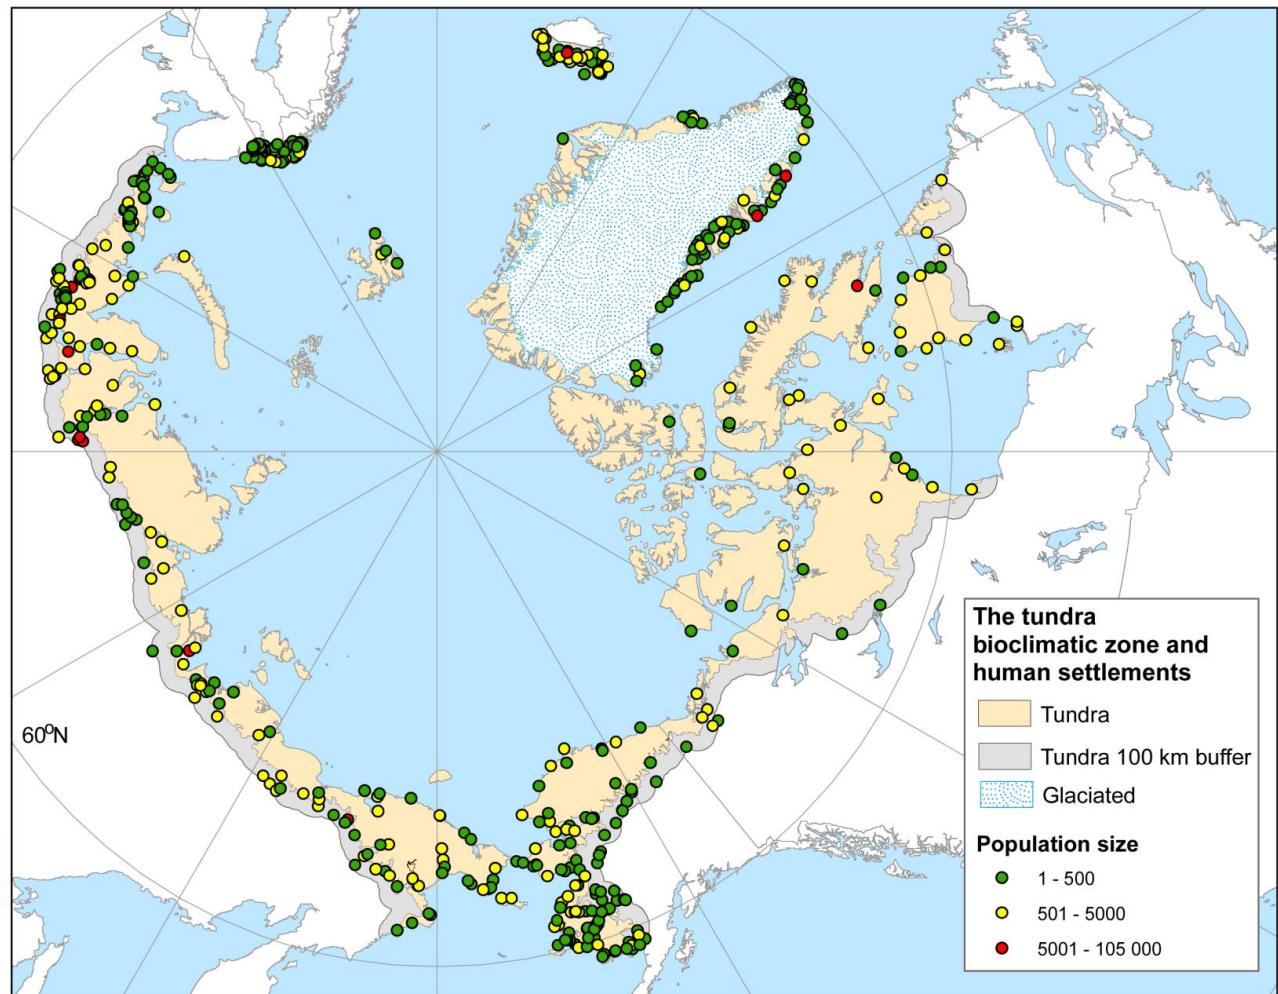 60ºN
The tundra
bioclimatic zone and
human settlements
Tundra
Tundra 100 km buffer
Glaciated
Population size
1 - 500
501 - 5000
5001 - 105 000